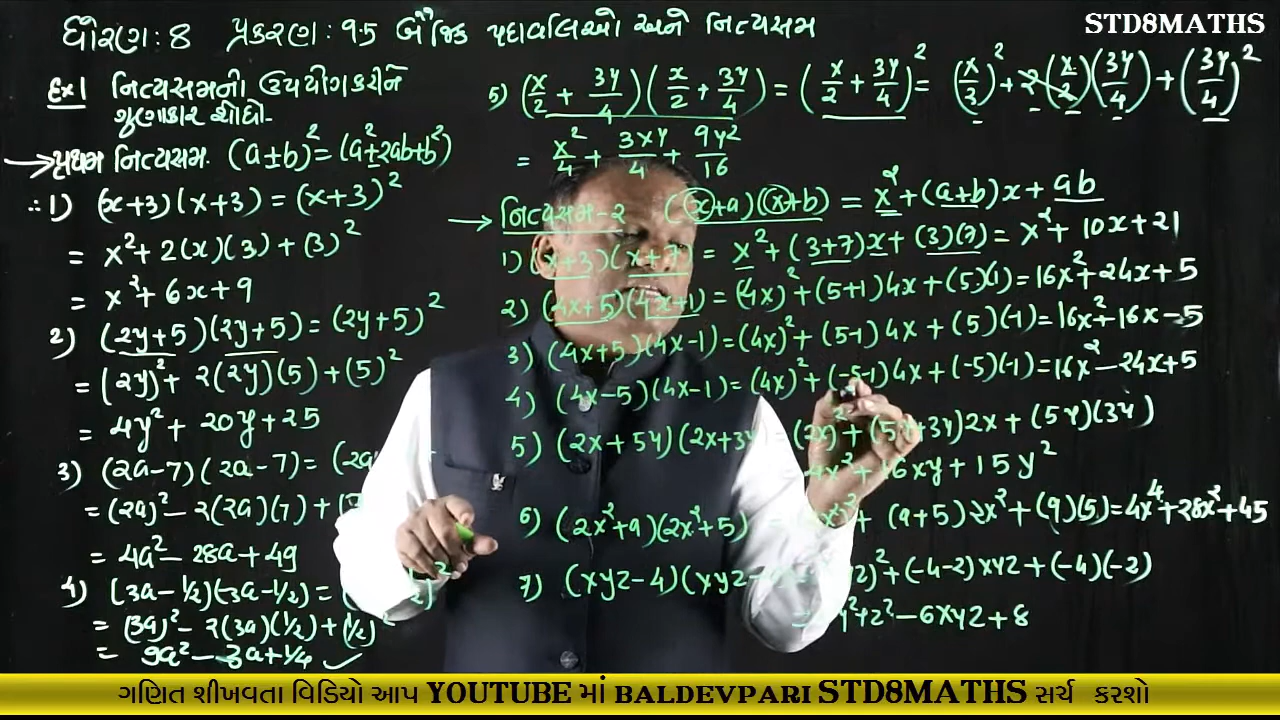 STD8MATHS
ધોરણ: 8 પ્રકરણ: 9.5 બૈજિક પદાવલિઓ અને નિત્યસમ
Ex 1 નિત્યસમની ઉપયોગ કરીને
ગુણાકાર શોધો-
→ પ્રથમ નિત્યસમ. (a±b)² = (a²±2ab+b²)
∴ 1) (x+3)(x+3) = (x+3)²
= x² + 2(x)(3) + (3)²
= x² + 6x + 9
2) (2y+5)(2y+5) = (2y+5)²
= (2y)² + 2(2y)(5) + (5)²
= 4y² + 20y + 25
3) (2a-7)(2a-7) = (2a
= (2a)² - 2(2a)(7) + (
= 4a² - 28a + 49
4) (3a-1/2)(3a-1/2) = (
= (3a)² - 2(3a)(1/2) + (1/2)²
= 9a² - 3a + 1/4 ✓
5) (x/2 + 3y/4)(x/2 + 3y/4) = (x/2 + 3y/4)² = (x/3)² + 2(x/2)(3y/4) + (3y/4)²
= x²/4 + 3xy/4 + 9y²/16
→ નિત્યસમ-2 (x+a)(x+b) = x² + (a+b)x + ab
1) (x+3)(x+7) = x² + (3+7)x + (3)(7) = x² + 10x + 21
2) (4x+5)(4x+1) = (4x)² + (5+1)4x + (5)(1) = 16x² + 24x + 5
3) (4x+5)(4x-1) = (4x)² + (5-1)4x + (5)(-1) = 16x² + 16x - 5
4) (4x-5)(4x-1) = (4x)² + (-5-1)4x + (-5)(-1) = 16x² - 24x + 5
5) (2x+5y)(2x+3y) = (2x)² + (5y+3y)2x + (5y)(3y)
4x² + 16xy + 15y²
6) (2x²+9)(2x²+5) + (9+5)2x² + (9)(5) = 4x⁴ + 28x² + 45
7) (xyz-4)(xyz )² + (-4-2)xyz + (-4)(-2)
= y²+z² - 6xyz + 8
ગણિત શીખવતા વિડિયો આપ YOUTUBE માં BALDEVPARI STD8MATHS સર્ચ કરશો